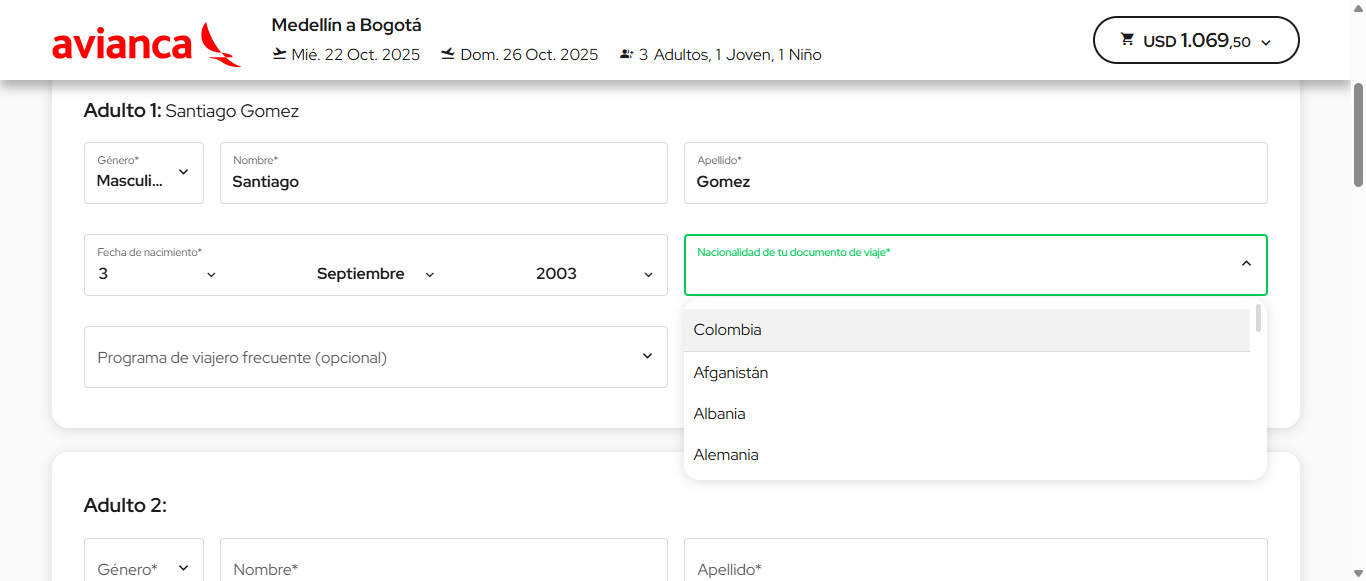 avianca
Medellín a Bogotá
Mié. 22 Oct. 2025 Dom. 26 Oct. 2025 3 Adultos, 1 Joven, 1 Niño
USD 1.069,50
Adulto 1: Santiago Gomez
Género*
Masculi...
Nombre*
Santiago
Apellido*
Gomez
Fecha de nacimiento*
3 Septiembre 2003
Nacionalidad de tu documento de viaje*
Colombia
Afganistán
Albania
Alemania
Programa de viajero frecuente (opcional)
Adulto 2:
Género* Nombre* Apellido*